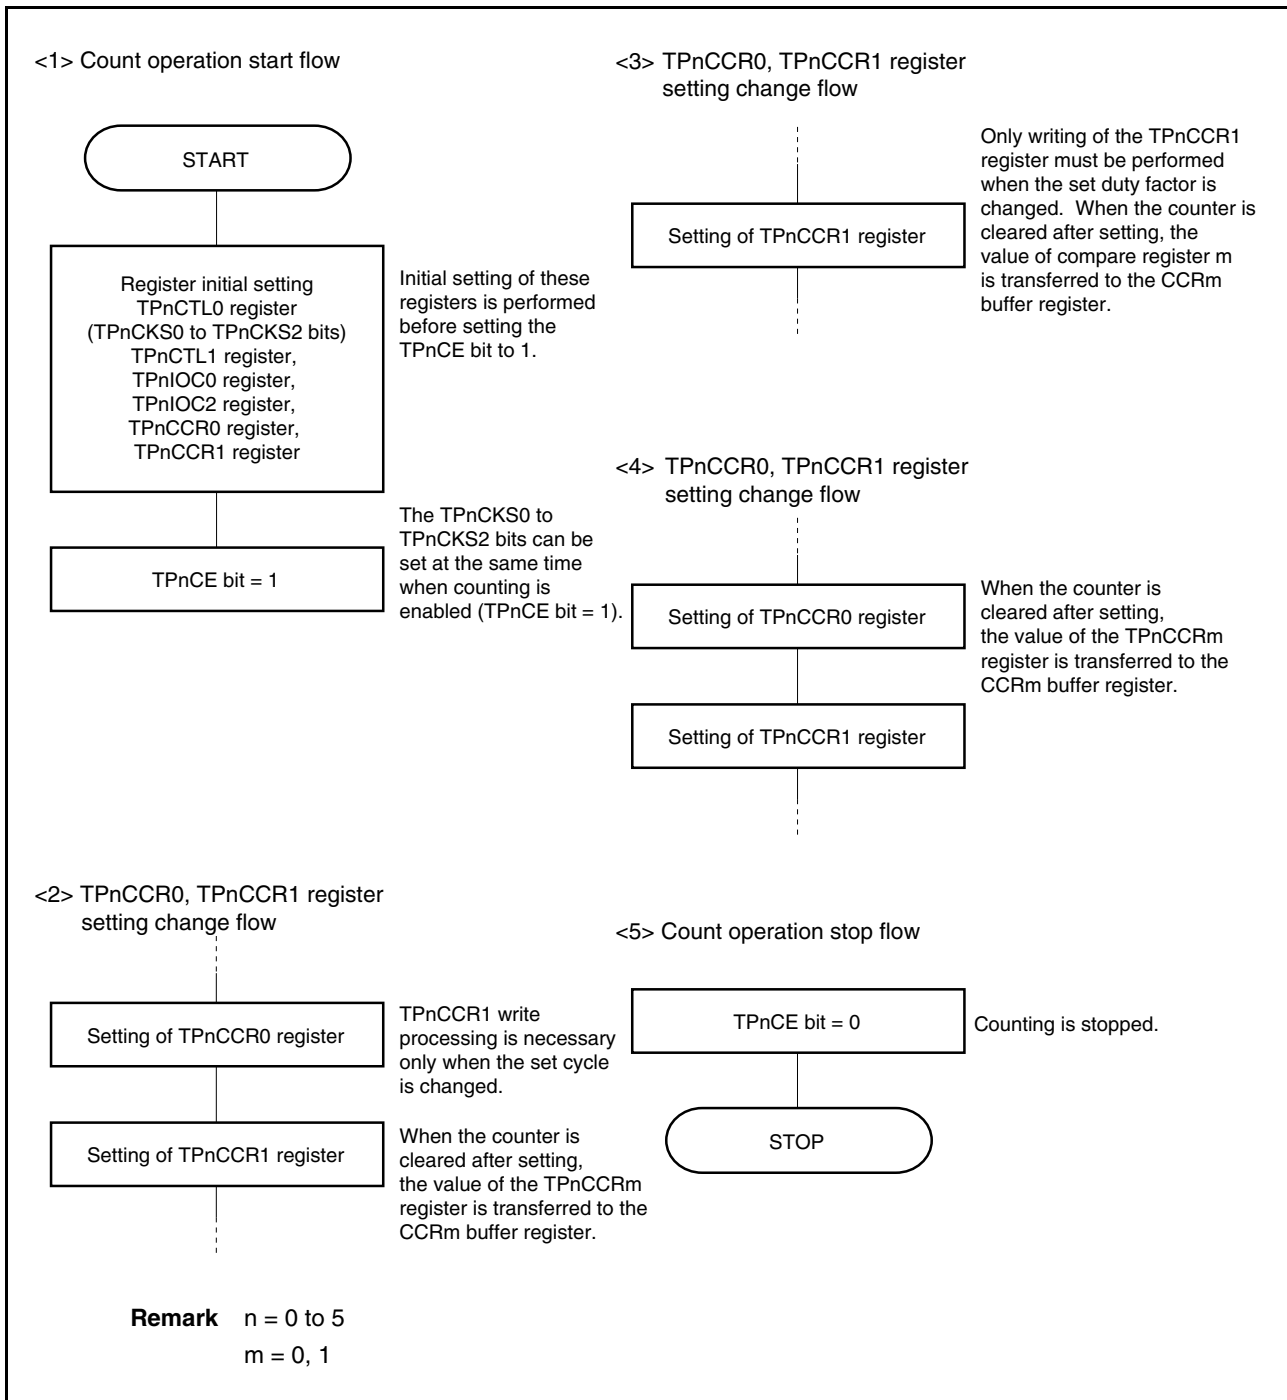 <1> Count operation start flow
START
Register initial setting
TPnCTL0 register
(TPnCKS0 to TPnCKS2 bits)
TPnCTL1 register,
TPnIOC0 register,
TPnIOC2 register,
TPnCCR0 register,
TPnCCR1 register
Initial setting of these
registers is performed
before setting the
TPnCE bit to 1.
TPnCE bit = 1
The TPnCKS0 to
TPnCKS2 bits can be
set at the same time
when counting is
enabled (TPnCE bit = 1).
<2> TPnCCR0, TPnCCR1 register
setting change flow
Setting of TPnCCR0 register
TPnCCR1 write
processing is necessary
only when the set cycle
is changed.
Setting of TPnCCR1 register
When the counter is
cleared after setting,
the value of the TPnCCRm
register is transferred to the
CCRm buffer register.
<3> TPnCCR0, TPnCCR1 register
setting change flow
Setting of TPnCCR1 register
Only writing of the TPnCCR1
register must be performed
when the set duty factor is
changed. When the counter is
cleared after setting, the
value of compare register m
is transferred to the CCRm
buffer register.
<4> TPnCCR0, TPnCCR1 register
setting change flow
Setting of TPnCCR0 register
When the counter is
cleared after setting,
the value of the TPnCCRm
register is transferred to the
CCRm buffer register.
Setting of TPnCCR1 register
<5> Count operation stop flow
TPnCE bit = 0
Counting is stopped.
STOP
Remark n = 0 to 5
m = 0, 1